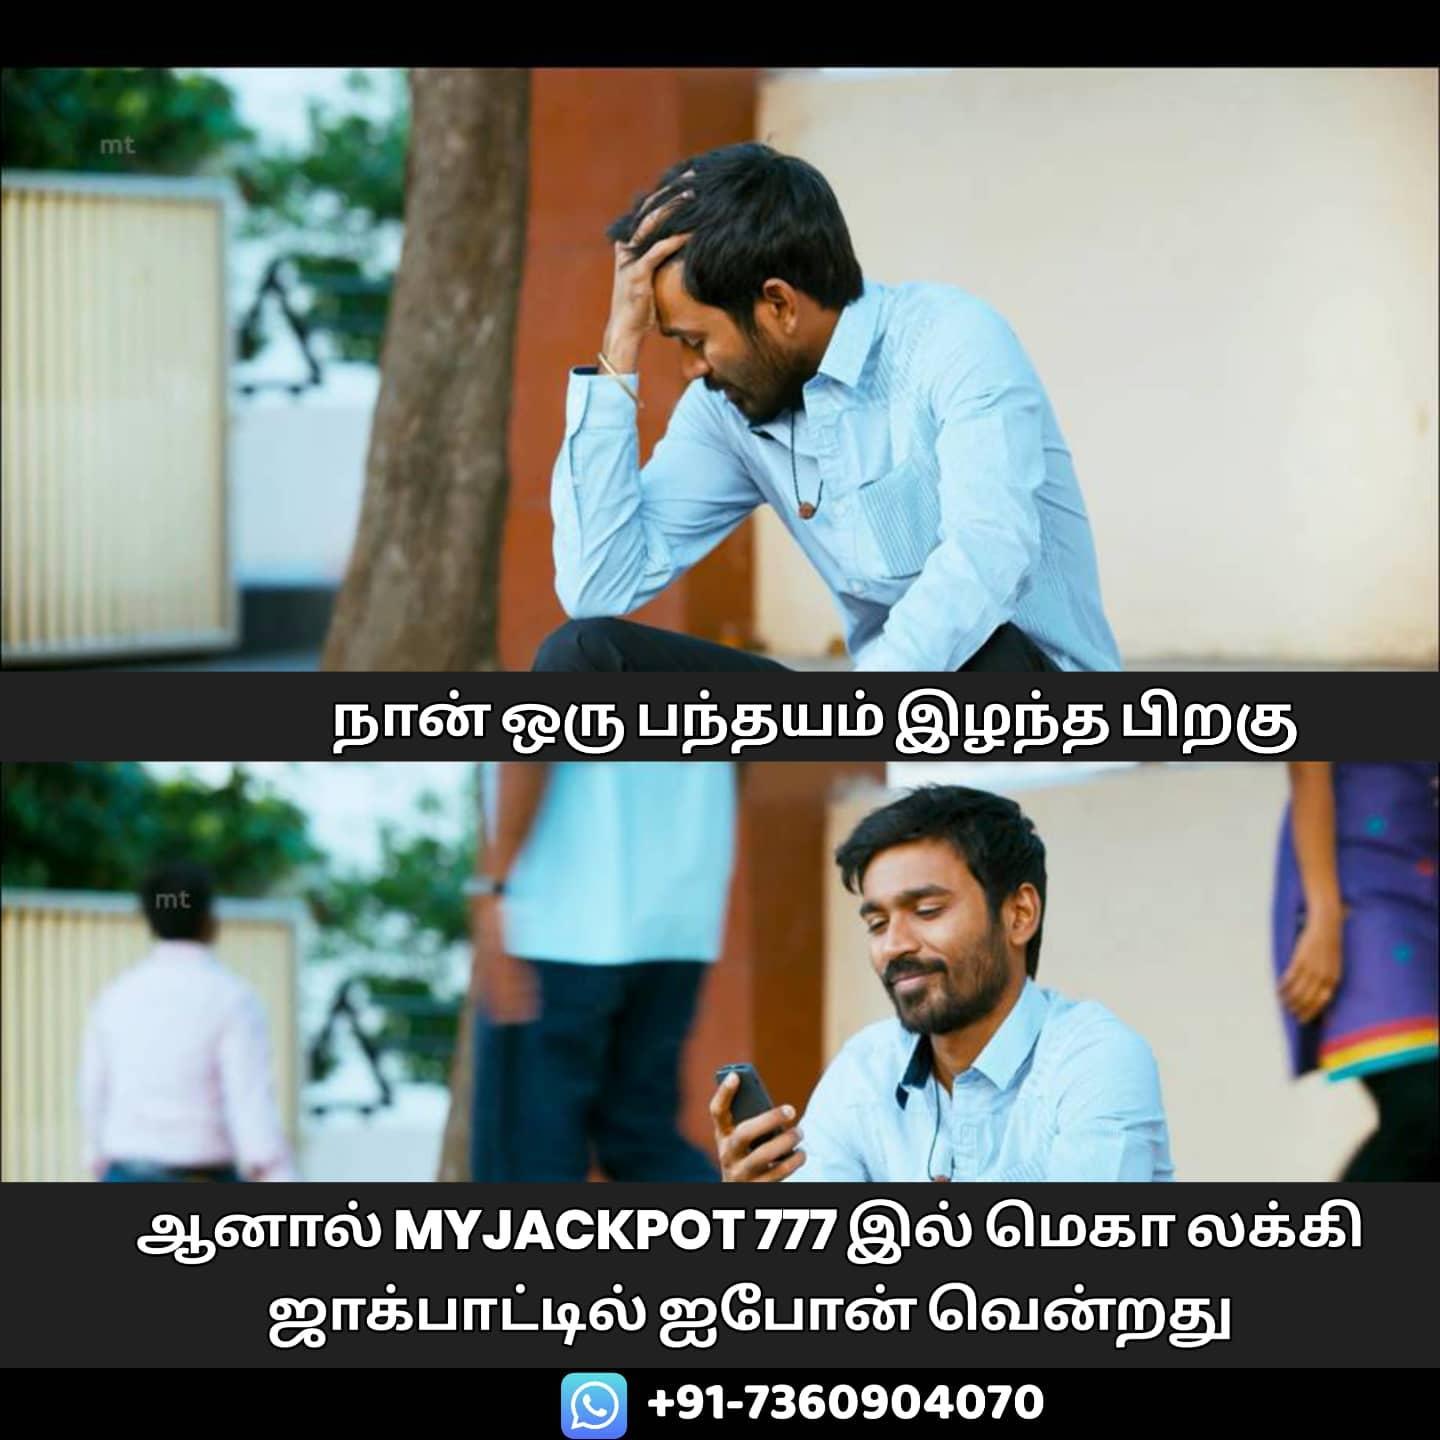 mt
நான் ஒரு பந்தயம் இழந்த பிறகு
mt
ஆனால் MYJACKPOT 777 இல் மெகா லக்கி
ஜாக்பாட்டில் ஐபோன் வென்றது
+91-7360904070